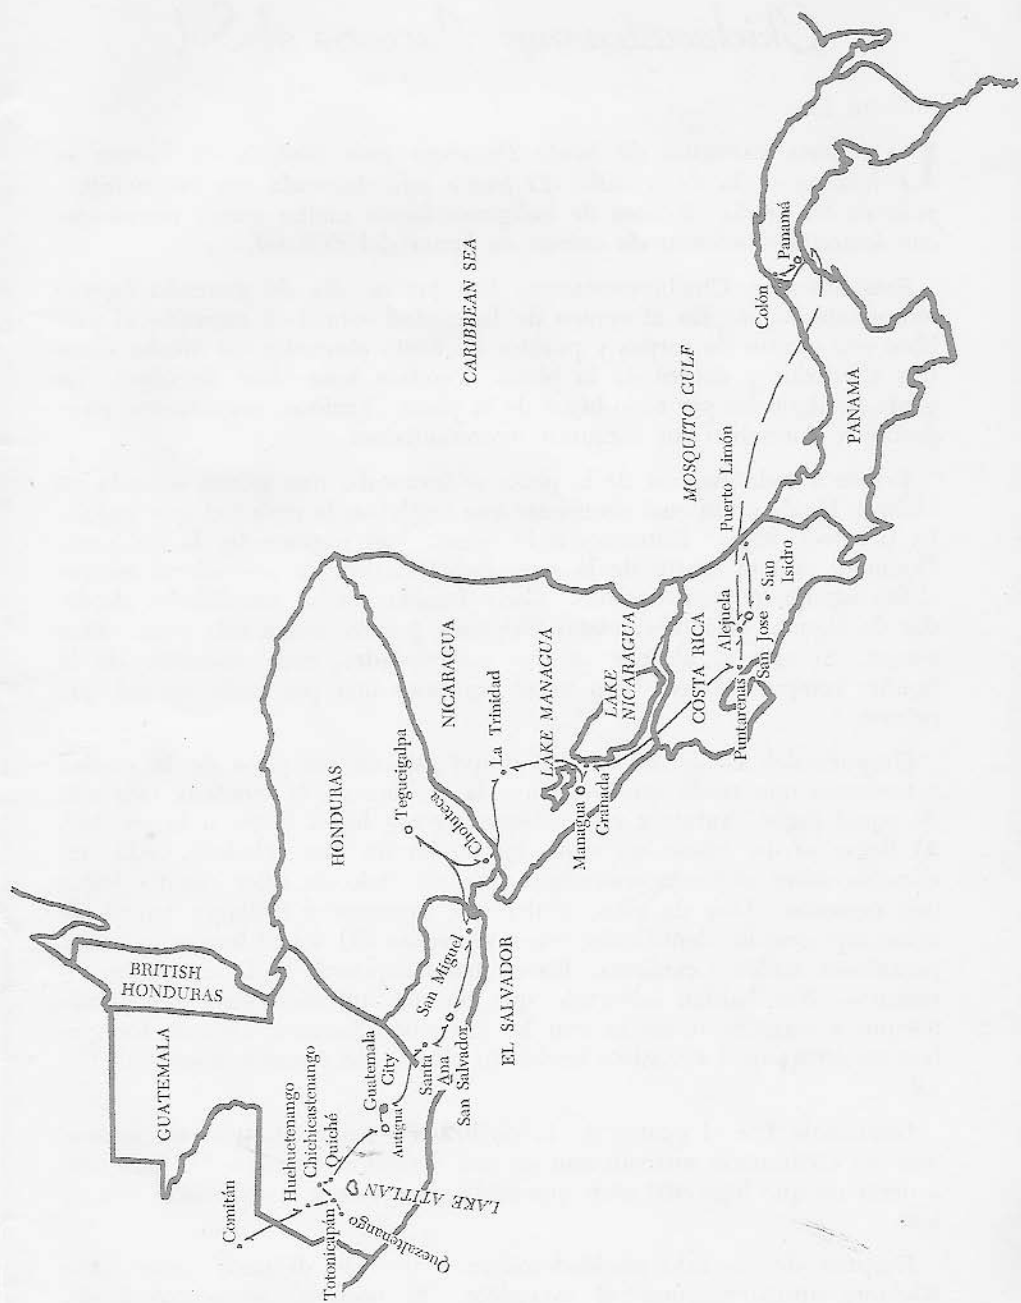 BRITISH
HONDURAS
GUATEMALA
Comitán
Huehuetenango
Chichicastenango
Quiché
Totonicapán
Quezaltenango
LAKE ATITLAN
Guatemala
City
Antigua
Santa
Ana
San Salvador
San Miguel
EL SALVADOR
HONDURAS
Tegucigalpa
Choluteca
NICARAGUA
CARIBBEAN SEA
La Trinidad
LAKE MANAGUA
Managua
Granada
LAKE
NICARAGUA
COSTA RICA
MOSQUITO GULF
Puerto Limón
Alejuela
Puntarenas
San Jose
San
Isidro
Colón
Panamá
PANAMA